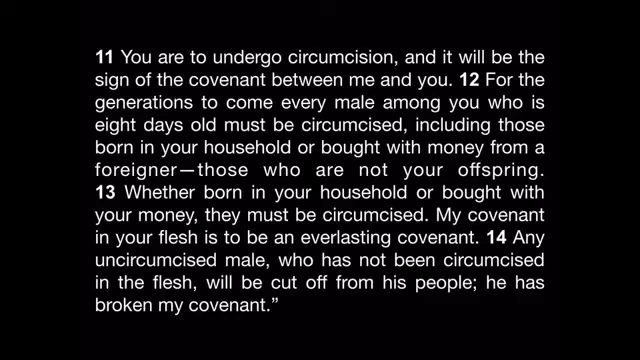 11 You are to undergo circumcision, and it will be the
sign of the covenant between me and you. 12 For the
generations to come every male among you who is
eight days old must be circumcised, including those
born in your household or bought with money from a
foreigner—those who are not your offspring.
13 Whether born in your household or bought with
your money, they must be circumcised. My covenant
in your flesh is to be an everlasting covenant. 14 Any
uncircumcised male, who has not been circumcised
in the flesh, will be cut off from his people; he has
broken my covenant.”